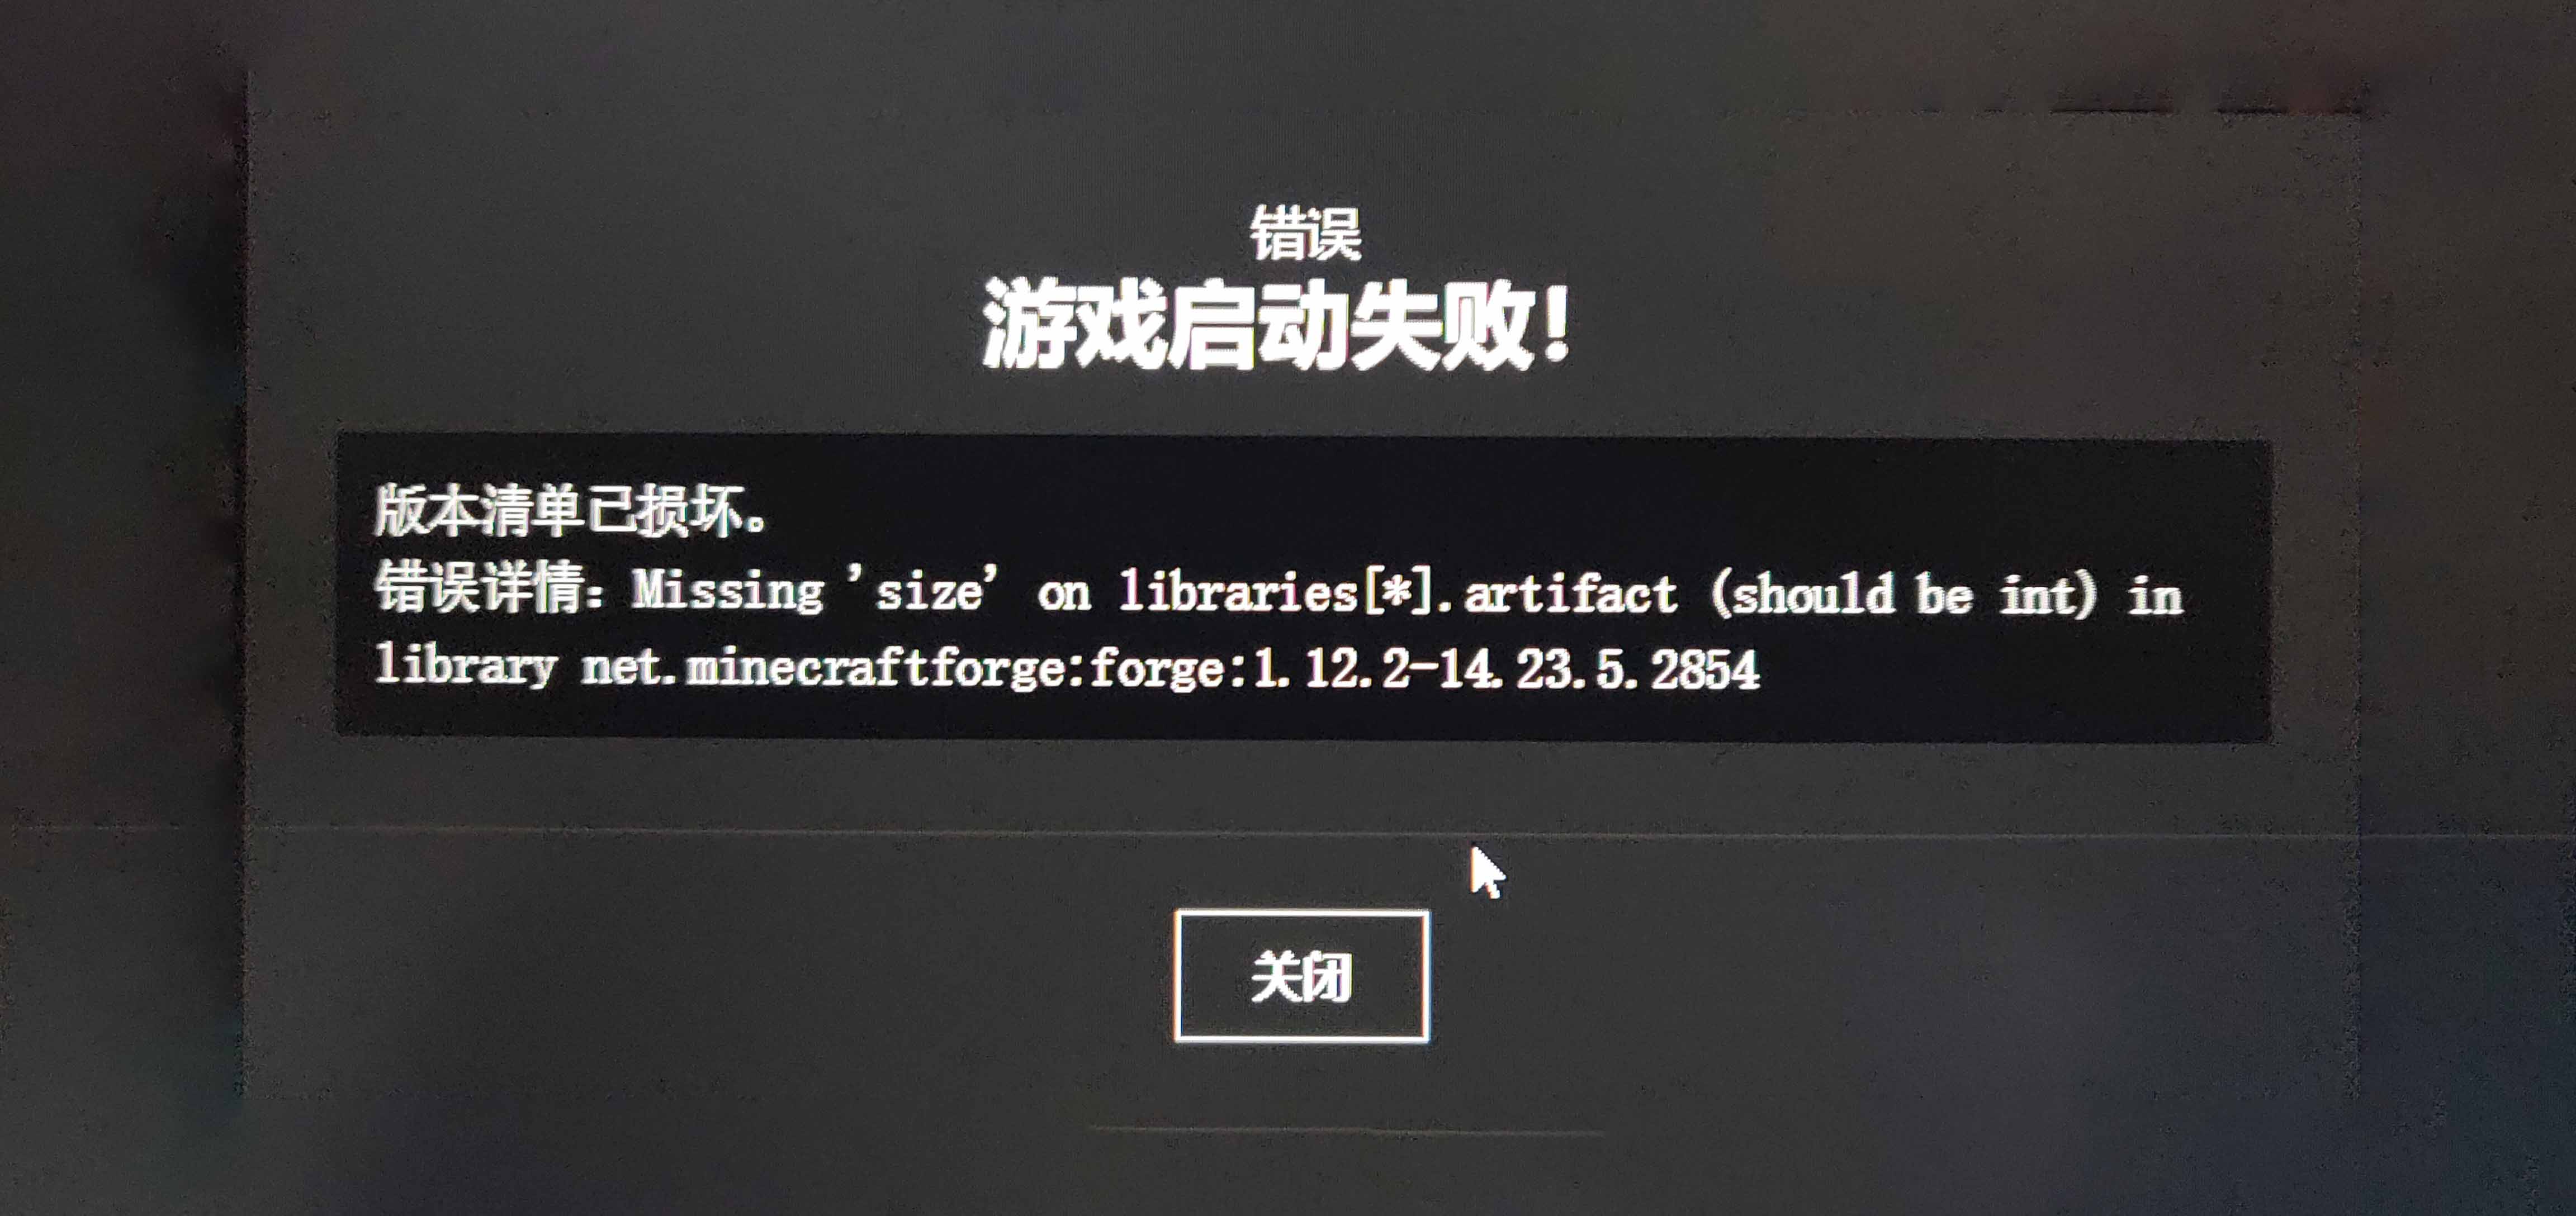 错误
游戏启动失败！
版本清单已损坏。
错误详情：Missing 'size' on libraries[*].artifact (should be int) in
library net.minecraftforge:forge:1.12.2-14.23.5.2854
关闭